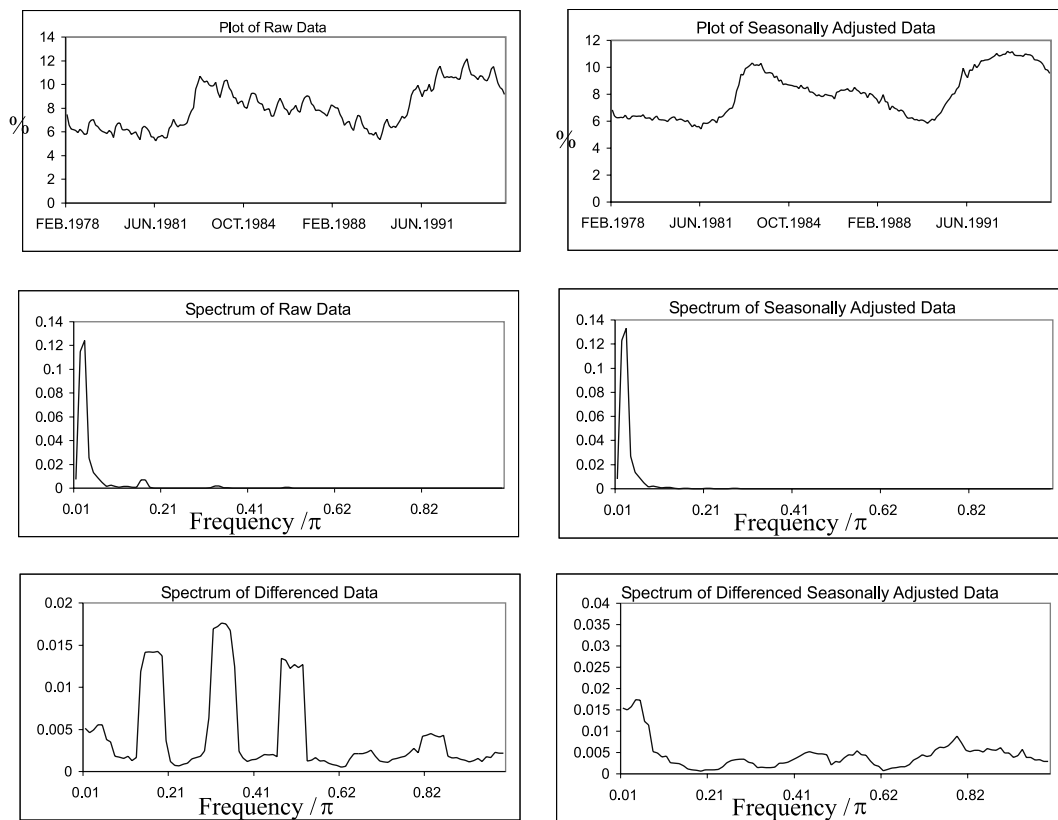 Plot of Raw Data
14
12
10
8
6
4
2
0
%
FEB.1978 JUN.1981 OCT.1984 FEB.1988 JUN.1991
Plot of Seasonally Adjusted Data
12
10
8
6
4
2
0
%
FEB.1978 JUN.1981 OCT.1984 FEB.1988 JUN.1991
Spectrum of Raw Data
0.14
0.12
0.1
0.08
0.06
0.04
0.02
0
0.01 0.21 0.41 0.62 0.82
Frequency /π
Spectrum of Seasonally Adjusted Data
0.14
0.12
0.1
0.08
0.06
0.04
0.02
0
0.01 0.21 0.41 0.62 0.82
Frequency /π
Spectrum of Differenced Data
0.02
0.015
0.01
0.005
0
0.01 0.21 0.41 0.62 0.82
Frequency /π
Spectrum of Differenced Seasonally Adjusted Data
0.04
0.035
0.03
0.025
0.02
0.015
0.01
0.005
0
0.01 0.21 0.41 0.62 0.82
Frequency /π